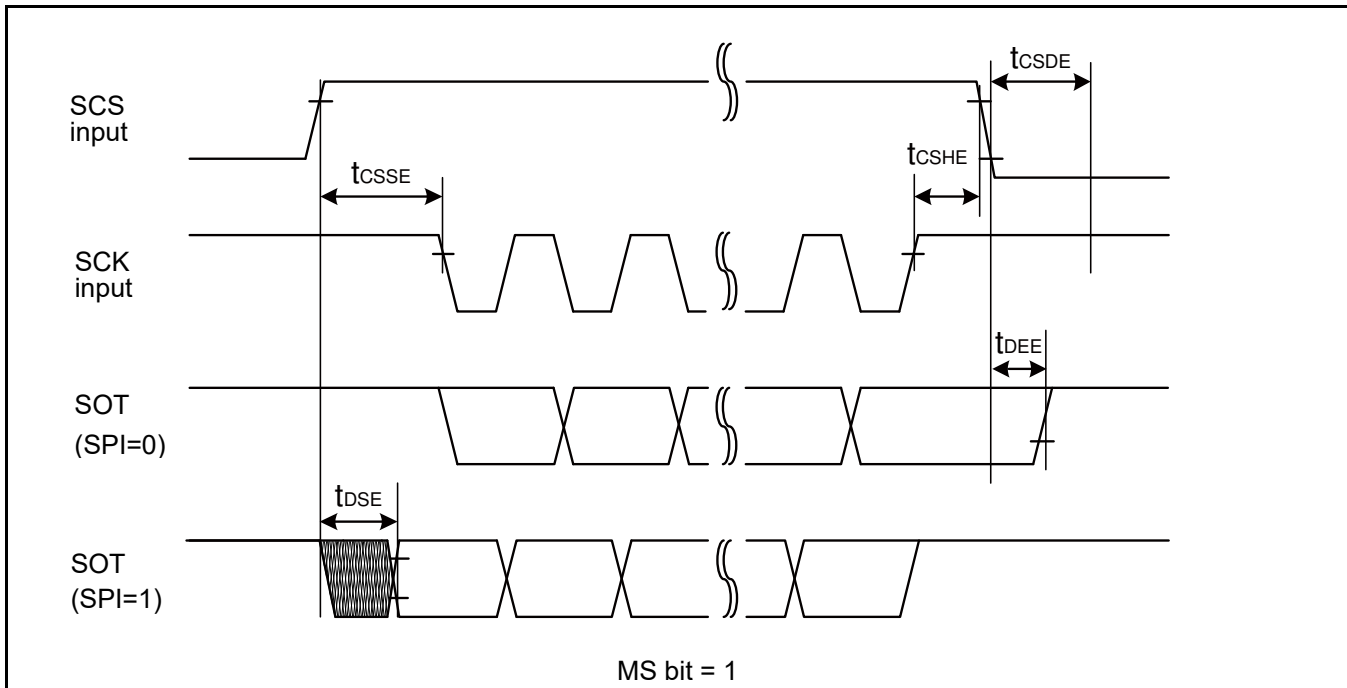 tCSDE
SCS
input
tCSHE
tCSSE
SCK
input
tDEE
SOT
(SPI=0)
tDSE
SOT
(SPI=1)
MS bit = 1